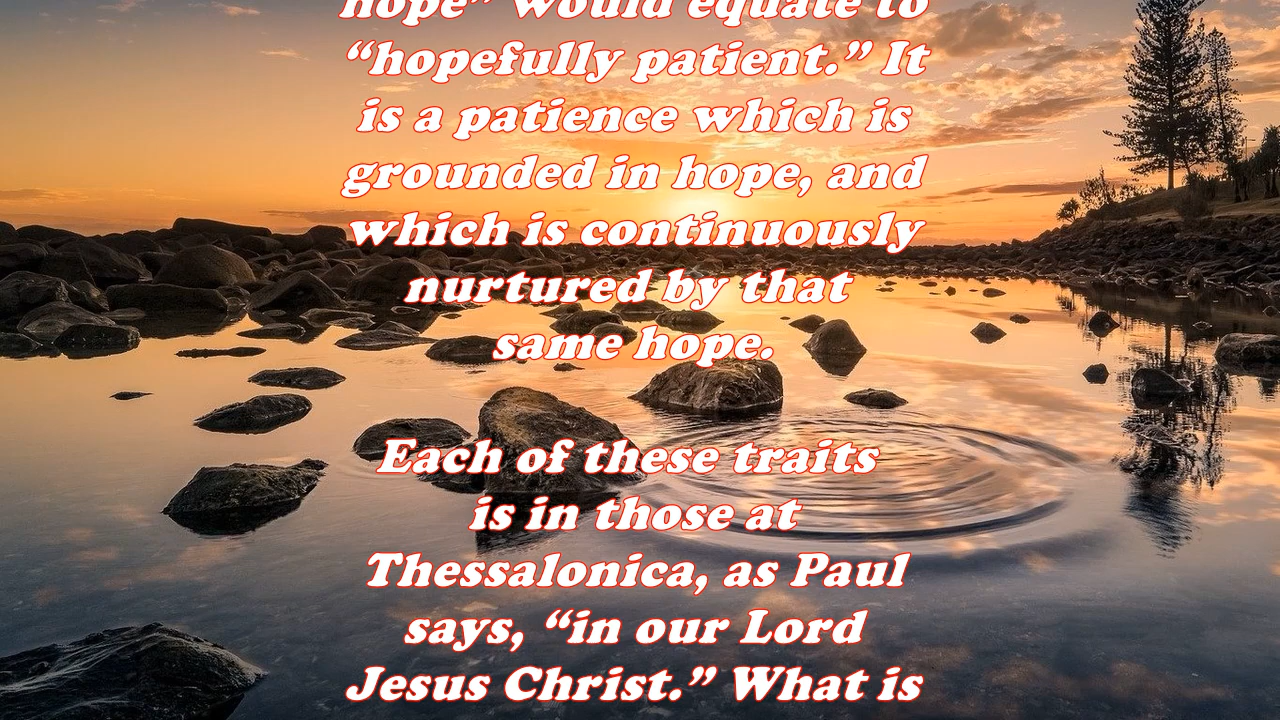 hope” would equate to
“hopefully patient.” It
is a patience which is
grounded in hope, and
which is continuously
nurtured by that
same hope.
Each of these traits
is in those at
Thessalonica, as Paul
says, “in our Lord
Jesus Christ.” What is